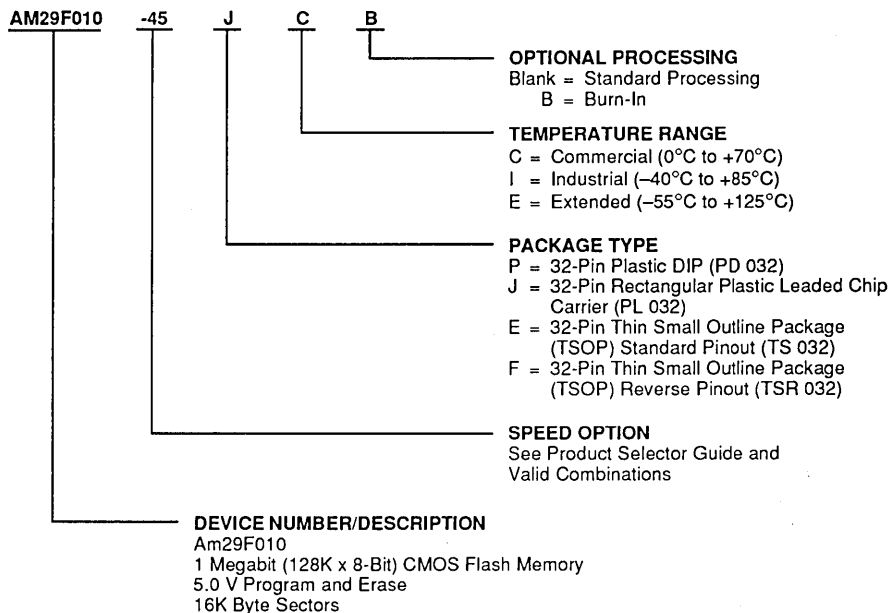 AM29F010 -45 J C B
OPTIONAL PROCESSING
Blank = Standard Processing
B = Burn-In
TEMPERATURE RANGE
C = Commercial (0°C to +70°C)
I = Industrial (–40°C to +85°C)
E = Extended (–55°C to +125°C)
PACKAGE TYPE
P = 32-Pin Plastic DIP (PD 032)
J = 32-Pin Rectangular Plastic Leaded Chip
Carrier (PL 032)
E = 32-Pin Thin Small Outline Package
(TSOP) Standard Pinout (TS 032)
F = 32-Pin Thin Small Outline Package
(TSOP) Reverse Pinout (TSR 032)
SPEED OPTION
See Product Selector Guide and
Valid Combinations
DEVICE NUMBER/DESCRIPTION
Am29F010
1 Megabit (128K x 8-Bit) CMOS Flash Memory
5.0 V Program and Erase
16K Byte Sectors